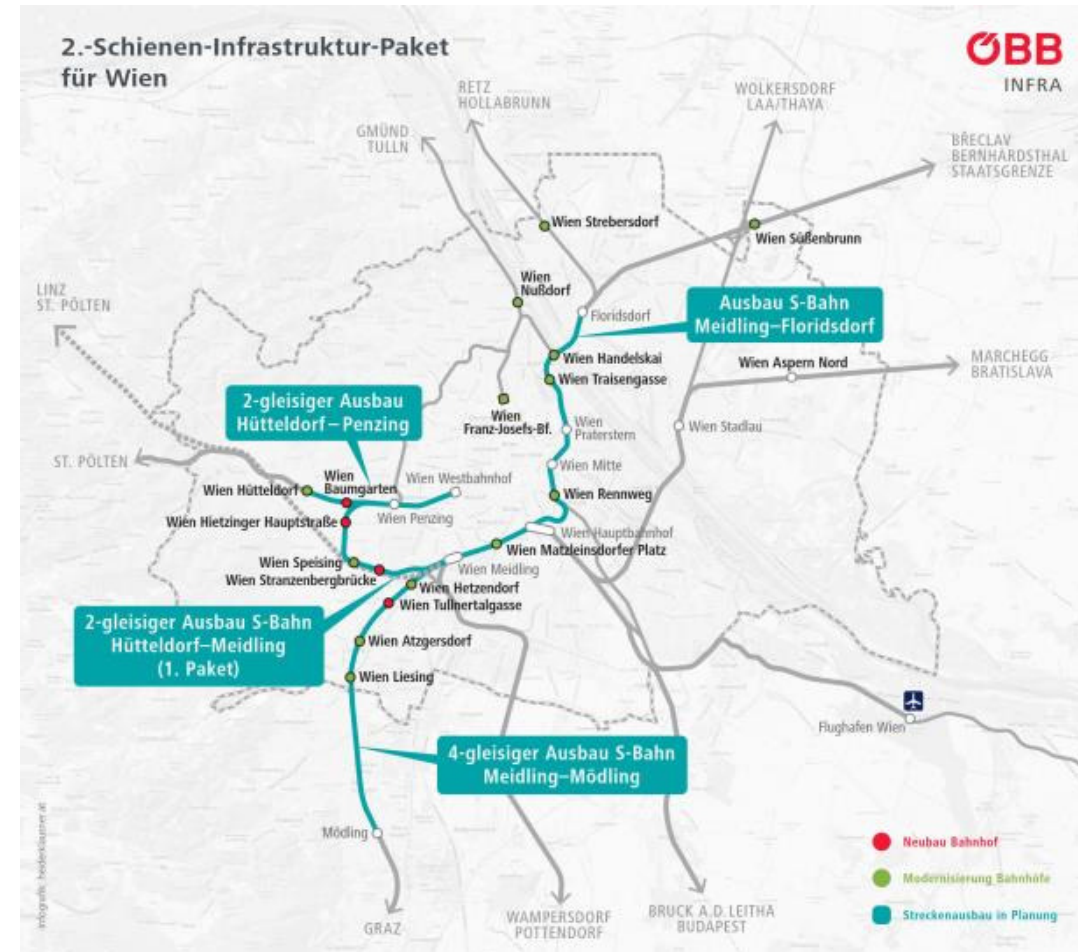 2.-Schienen-Infrastruktur-Paket
für Wien
ÖBB
INFRA
RETZ
HOLLABRUNN
WOLKERSDORF
LAA/THAYA
GMÜND
TULLN
BŘECLAV
BERNHARDSTHAL
STAATSGRENZE
Wien Strebersdorf
Wien Süßenbrunn
Wien
Nußdorf
LINZ
ST. PÖLTEN
Floridsdorf
Ausbau S-Bahn
Meidling–Floridsdorf
Wien Handelskai
Wien Aspern Nord
MARCHEGG
BRATISLAVA
Wien Traisengasse
2-gleisiger Ausbau
Hütteldorf–Penzing
Wien
Franz-Josefs-Bf.
Wien
Praterstern
Wien Stadlau
ST. PÖLTEN
Wien Mitte
Wien
Baumgarten
Wien Westbahnhof
Wien Hütteldorf
Wien Rennweg
Wien Penzing
Wien Hietzinger Hauptstraße
Wien Hauptbahnhof
Wien Matzleinsdorfer Platz
Wien Speising
Wien Meidling
Wien Stranzenbergbrücke
Wien Hetzendorf
Wien Tullnertalgasse
2-gleisiger Ausbau S-Bahn
Hütteldorf–Meidling
(1. Paket)
Wien Atzgersdorf
Wien Liesing
Flughafen Wien
4-gleisiger Ausbau S-Bahn
Meidling–Mödling
Mödling
Neubau Bahnhof
Modernisierung Bahnhöfe
Streckenausbau in Planung
GRAZ
WAMPERSDORF
POTTENDORF
BRUCK A.D. LEITHA
BUDAPEST